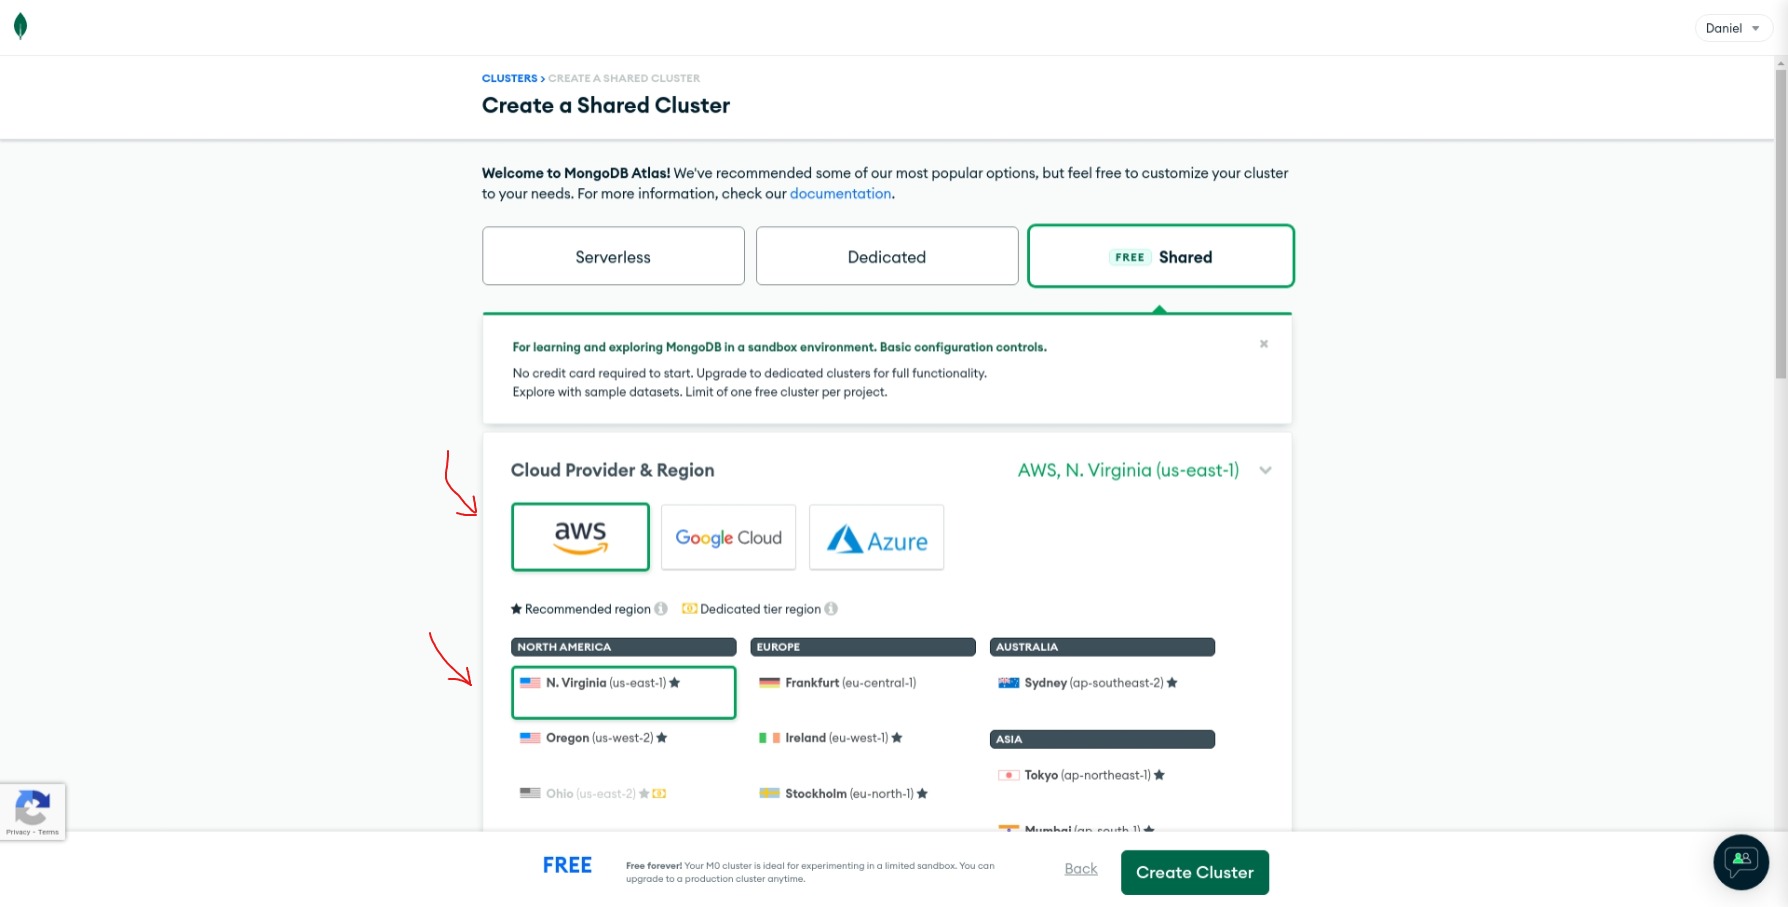 Daniel
CLUSTERS > CREATE A SHARED CLUSTER
Create a Shared Cluster
Welcome to MongoDB Atlas! We've recommended some of our most popular options, but feel free to customize your cluster
to your needs. For more information, check our documentation.
Serverless
Dedicated
FREE Shared
For learning and exploring MongoDB in a sandbox environment. Basic configuration controls.
No credit card required to start. Upgrade to dedicated clusters for full functionality.
Explore with sample datasets. Limit of one free cluster per project.
Cloud Provider & Region
AWS, N. Virginia (us-east-1)
aws
Google Cloud
Azure
★ Recommended region
Dedicated tier region
NORTH AMERICA
N. Virginia (us-east-1) ★
Oregon (us-west-2) ★
Ohio (us-east-2) ★
EUROPE
Frankfurt (eu-central-1)
Ireland (eu-west-1) ★
Stockholm (eu-north-1) ★
AUSTRALIA
Sydney (ap-southeast-2) ★
ASIA
Tokyo (ap-northeast-1) ★
Mumbai (ap-south-1) ★
Privacy - Terms
FREE
Free forever! Your M0 cluster is ideal for experimenting in a limited sandbox. You can
upgrade to a production cluster anytime.
Back
Create Cluster